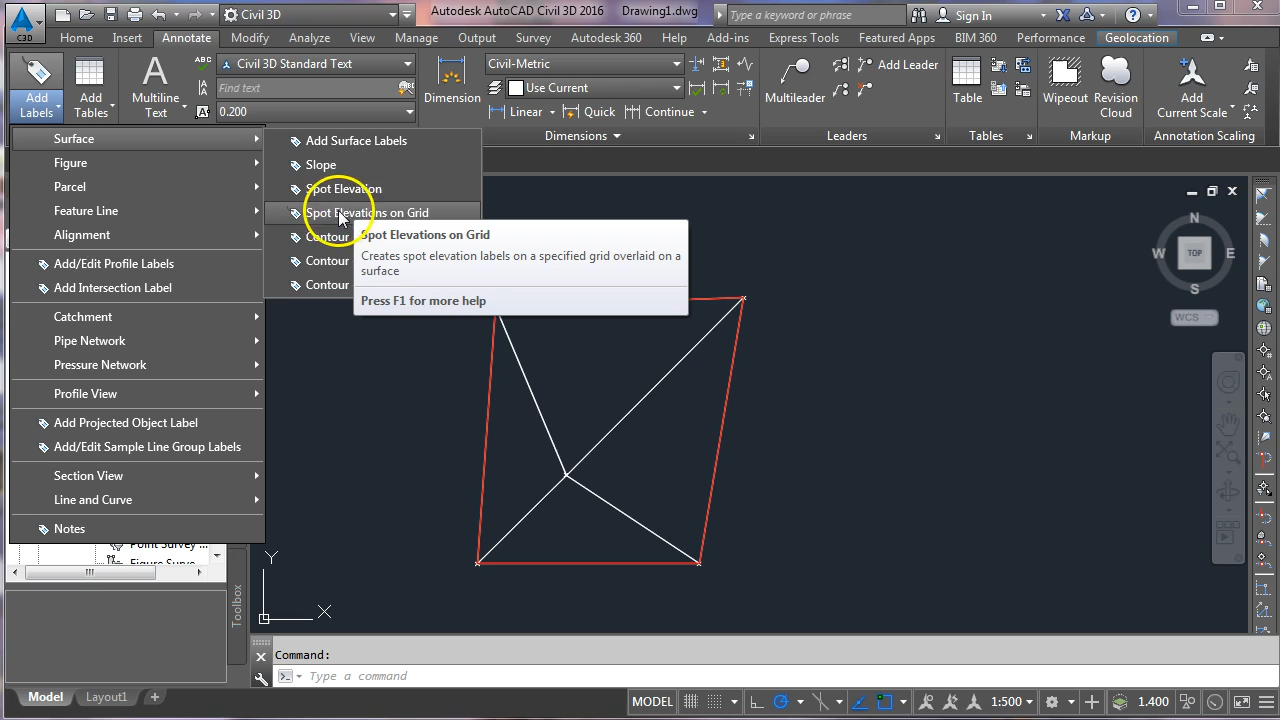 Civil 3D
Autodesk AutoCAD Civil 3D 2016 Drawing1.dwg
Type a keyword or phrase
Sign In
C3D
Home Insert Annotate Modify Analyze View Manage Output Survey Autodesk 360 Help Add-ins BIM 360 Express Tools Featured Apps Performance Geolocation
Add Labels
Add Tables
Multiline Text
ABC
Civil 3D Standard Text
Find text
0.200
Dimension
Civil-Metric
Use Current
Linear Quick Continue
Dimensions
Multileader
Add Leader
Leaders
Table
Tables
Wipeout
Revision Cloud
Markup
Add Current Scale
Annotation Scaling
Surface
Figure
Parcel
Feature Line
Alignment
Add/Edit Profile Labels
Add Intersection Label
Catchment
Pipe Network
Pressure Network
Profile View
Add Projected Object Label
Add/Edit Sample Line Group Labels
Section View
Line and Curve
Notes
Add Surface Labels
Slope
Spot Elevation
Spot Elevations on Grid
Contour
Contour
Contour
Spot Elevations on Grid
Creates spot elevation labels on a specified grid overlaid on a
surface
Press F1 for more help
N
W TOP E
S
WCS
Point Survey ...
Toolbox
Y
X
Command:
Type a command
Model Layout1
MODEL 1:500 1.400